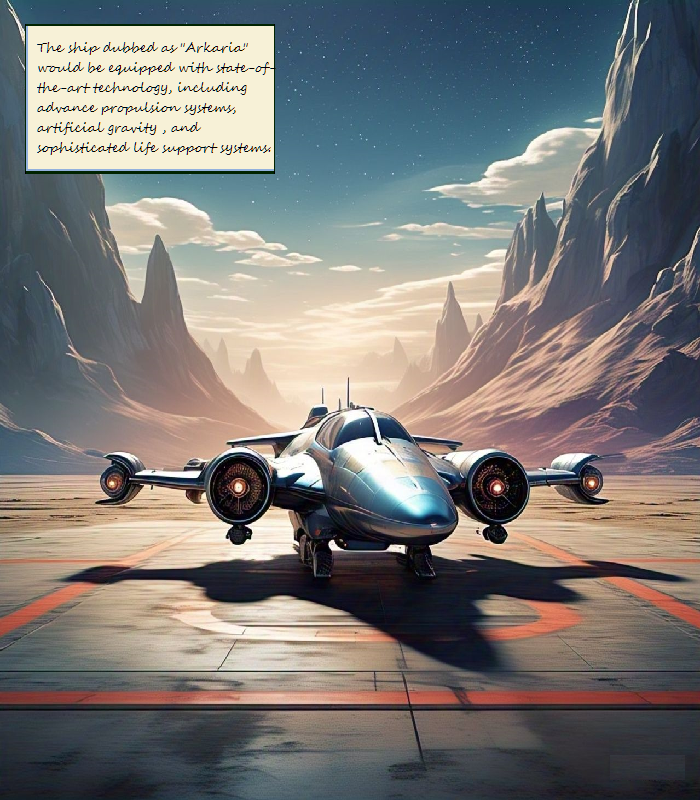 The ship dubbed as "Arkaria"
would be equipped with state-of-
the-art technology, including
advance propulsion systems,
artificial gravity , and
sophisticated life support systems.